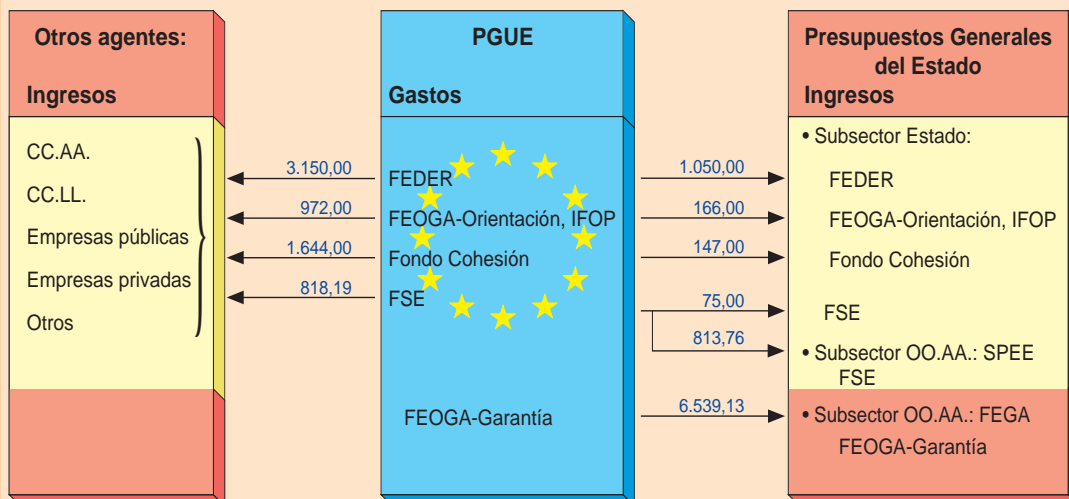 Otros agentes:
Ingresos
CC.AA.
CC.LL.
Empresas públicas
Empresas privadas
Otros
3.150,00
972,00
1.644,00
818,19
PGUE
Gastos
FEDER
FEOGA-Orientación, IFOP
Fondo Cohesión
FSE
FEOGA-Garantía
1.050,00
166,00
147,00
75,00
813,76
6.539,13
Presupuestos Generales
del Estado
Ingresos
• Subsector Estado:
FEDER
FEOGA-Orientación, IFOP
Fondo Cohesión
FSE
• Subsector OO.AA.: SPEE
FSE
• Subsector OO.AA.: FEGA
FEOGA-Garantía